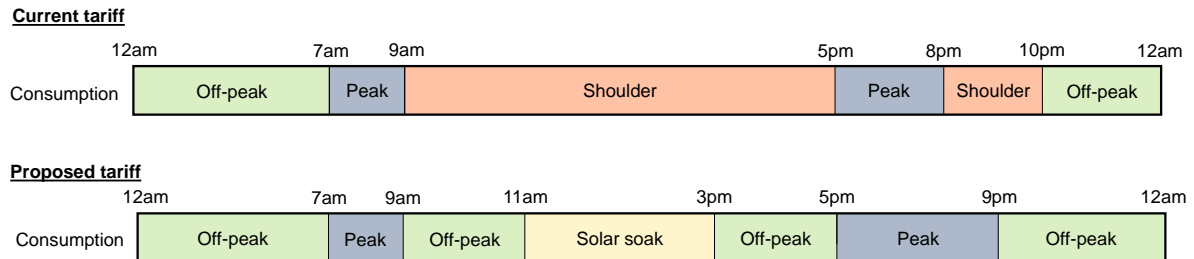 Current tariff
12am 7am 9am 5pm 8pm 10pm 12am
Consumption Off-peak Peak Shoulder Peak Shoulder Off-peak
Proposed tariff
12am 7am 9am 11am 3pm 5pm 9pm 12am
Consumption Off-peak Peak Off-peak Solar soak Off-peak Peak Off-peak